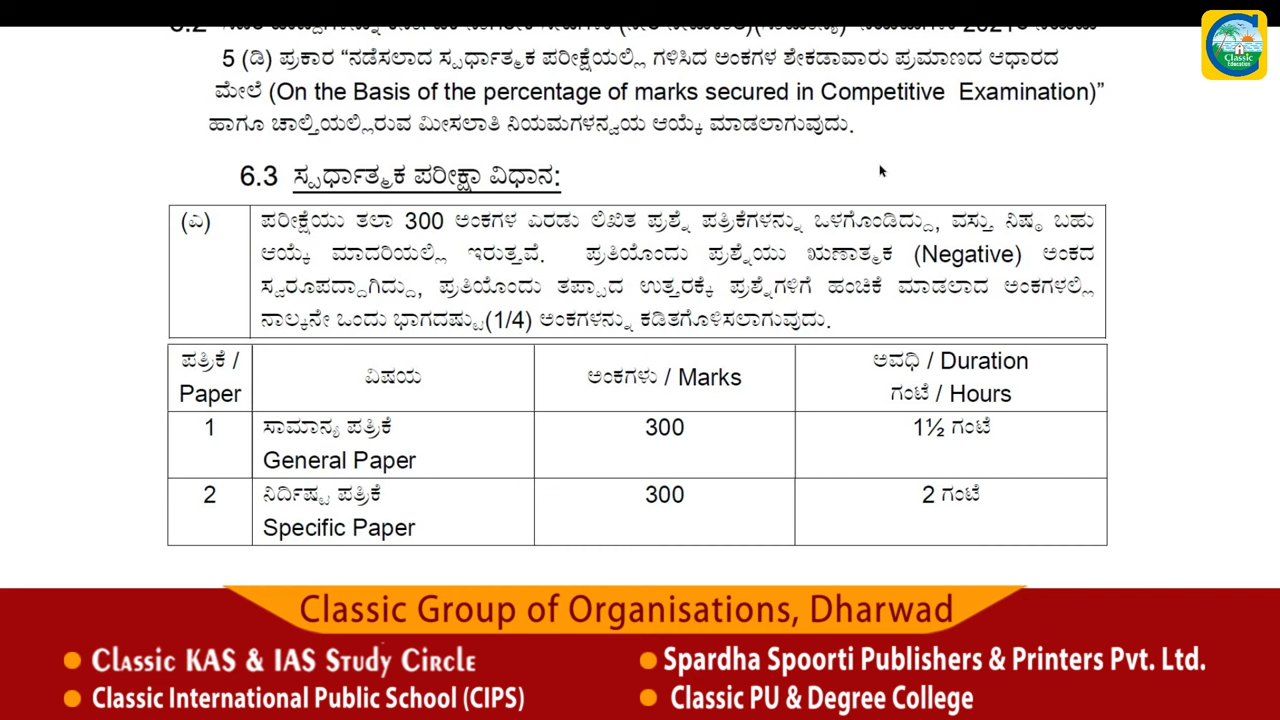 5 (ಡಿ) ಪ್ರಕಾರ “ನಡೆಸಲಾದ ಸ್ಪರ್ಧಾತ್ಮಕ ಪರೀಕ್ಷೆಯಲ್ಲಿ ಗಳಿಸಿದ ಅಂಕಗಳ ಶೇಕಡಾವಾರು ಪ್ರಮಾಣದ ಆಧಾರದ
ಮೇಲೆ (On the Basis of the percentage of marks secured in Competitive Examination)”
ಹಾಗೂ ಚಾಲ್ತಿಯಲ್ಲಿರುವ ಮೀಸಲಾತಿ ನಿಯಮಗಳನ್ವಯ ಆಯ್ಕೆ ಮಾಡಲಾಗುವುದು.
6.3 ಸ್ಪರ್ಧಾತ್ಮಕ ಪರೀಕ್ಷಾ ವಿಧಾನ:
(ಎ) ಪರೀಕ್ಷೆಯು ತಲಾ 300 ಅಂಕಗಳ ಎರಡು ಲಿಖಿತ ಪ್ರಶ್ನೆ ಪತ್ರಿಕೆಗಳನ್ನು ಒಳಗೊಂಡಿದ್ದು, ವಸ್ತು ನಿಷ್ಠ ಬಹು
ಆಯ್ಕೆ ಮಾದರಿಯಲ್ಲಿ ಇರುತ್ತವೆ. ಪ್ರತಿಯೊಂದು ಪ್ರಶ್ನೆಯು ಋಣಾತ್ಮಕ (Negative) ಅಂಕದ
ಸ್ವರೂಪದ್ದಾಗಿದ್ದು, ಪ್ರತಿಯೊಂದು ತಪ್ಪಾದ ಉತ್ತರಕ್ಕೆ ಪ್ರಶ್ನೆಗಳಿಗೆ ಹಂಚಿಕೆ ಮಾಡಲಾದ ಅಂಕಗಳಲ್ಲಿ
ನಾಲ್ಕನೇ ಒಂದು ಭಾಗದಷ್ಟು(1/4) ಅಂಕಗಳನ್ನು ಕಡಿತಗೊಳಿಸಲಾಗುವುದು.
ಪತ್ರಿಕೆ / Paper ವಿಷಯ ಅಂಕಗಳು / Marks ಅವಧಿ / Duration ಗಂಟೆ / Hours
1 ಸಾಮಾನ್ಯ ಪತ್ರಿಕೆ 300 1½ ಗಂಟೆ
General Paper
2 ನಿರ್ದಿಷ್ಟ ಪತ್ರಿಕೆ 300 2 ಗಂಟೆ
Specific Paper
Classic Education
Classic Group of Organisations, Dharwad
Classic KAS & IAS Study Circle
Spardha Spoorti Publishers & Printers Pvt. Ltd.
Classic International Public School (CIPS)
Classic PU & Degree College